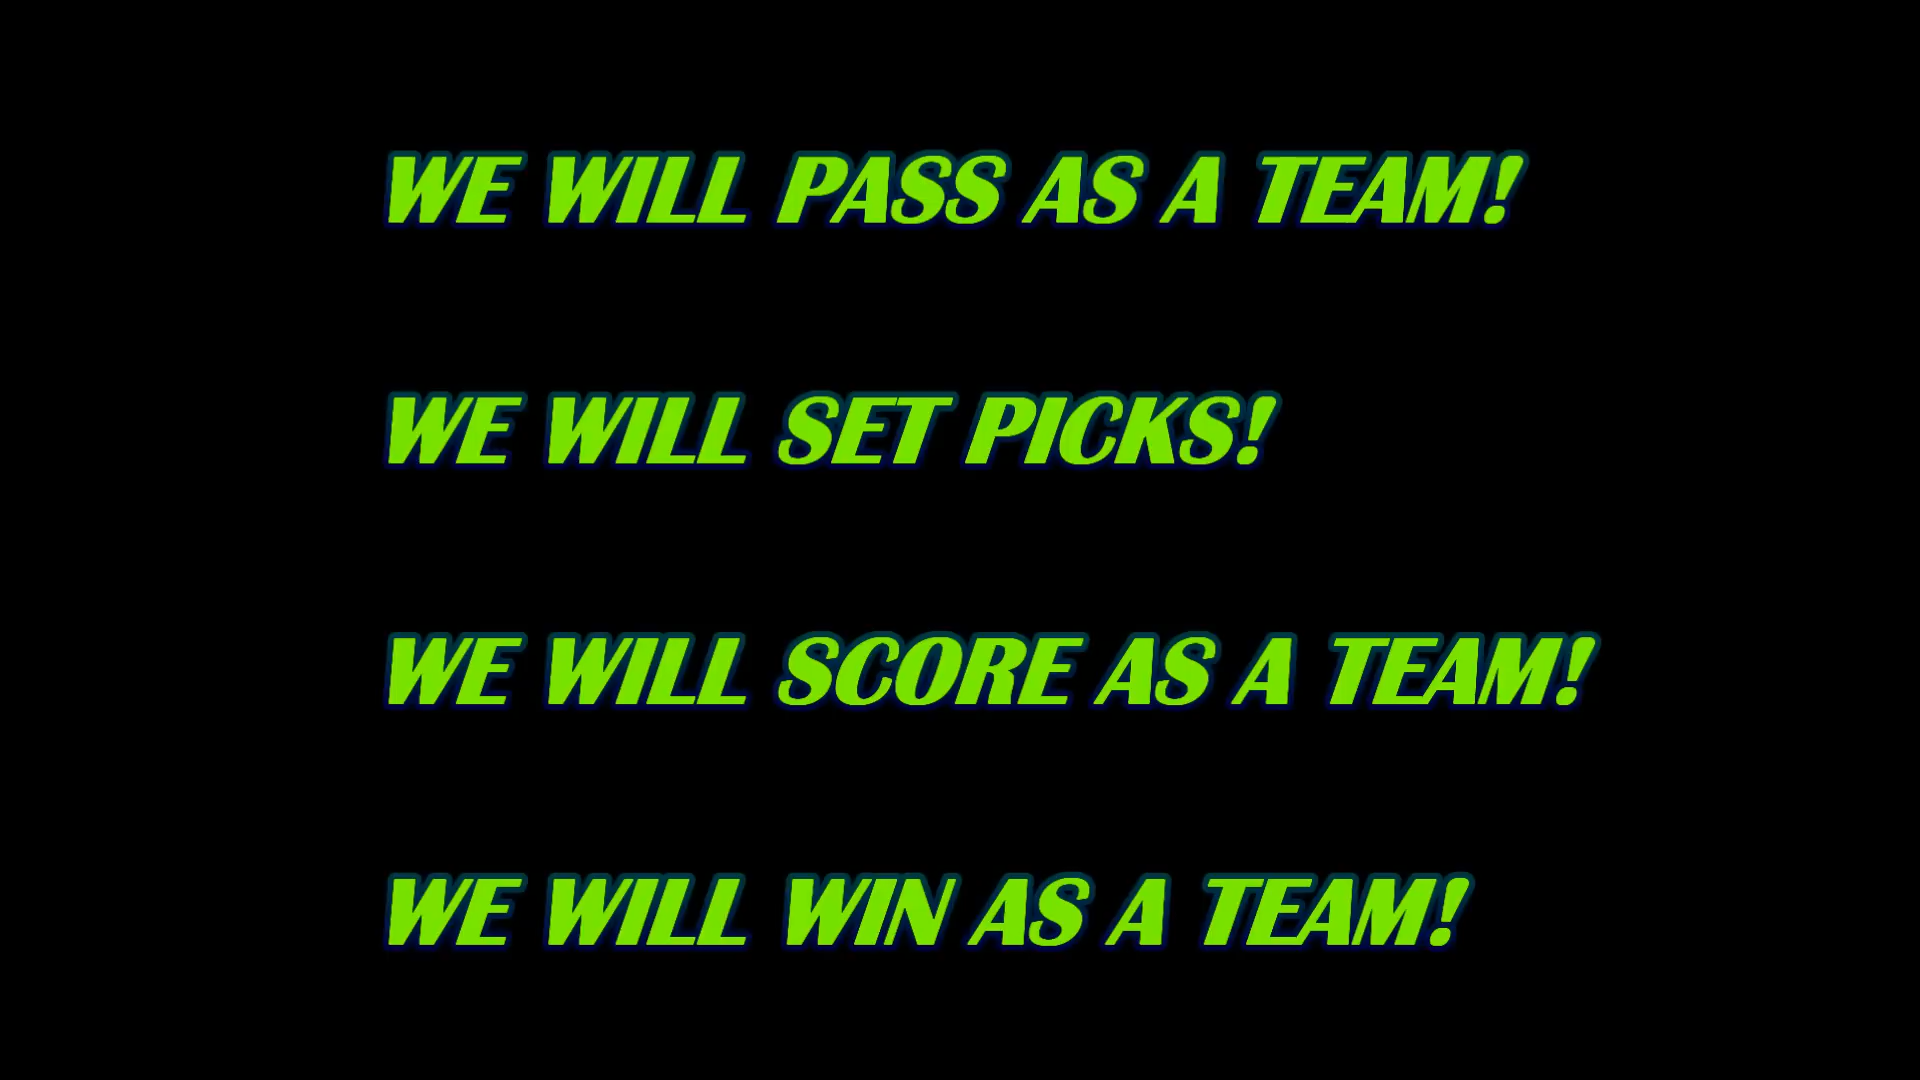 WE WILL PASS AS A TEAM!
WE WILL SET PICKS!
WE WILL SCORE AS A TEAM!
WE WILL WIN AS A TEAM!